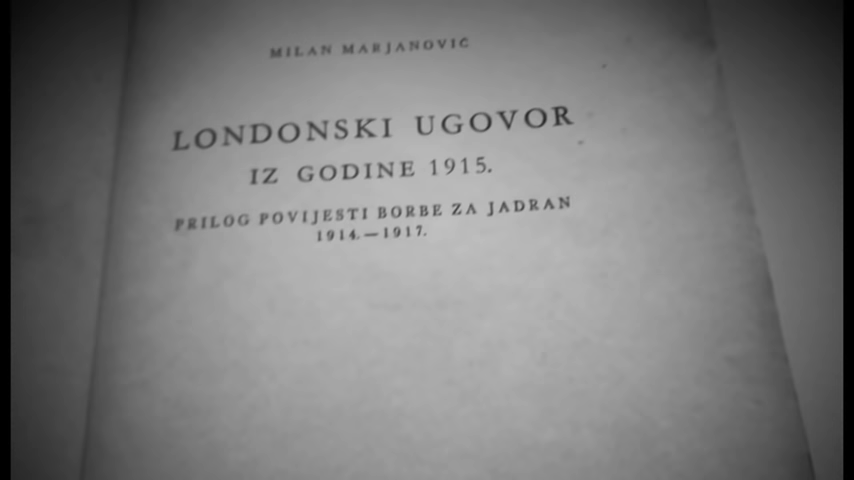 MILAN MARJANOVIĆ
LONDONSKI UGOVOR
IZ GODINE 1915.
PRILOG POVIJESTI BORBE ZA JADRAN
1914.—1917.